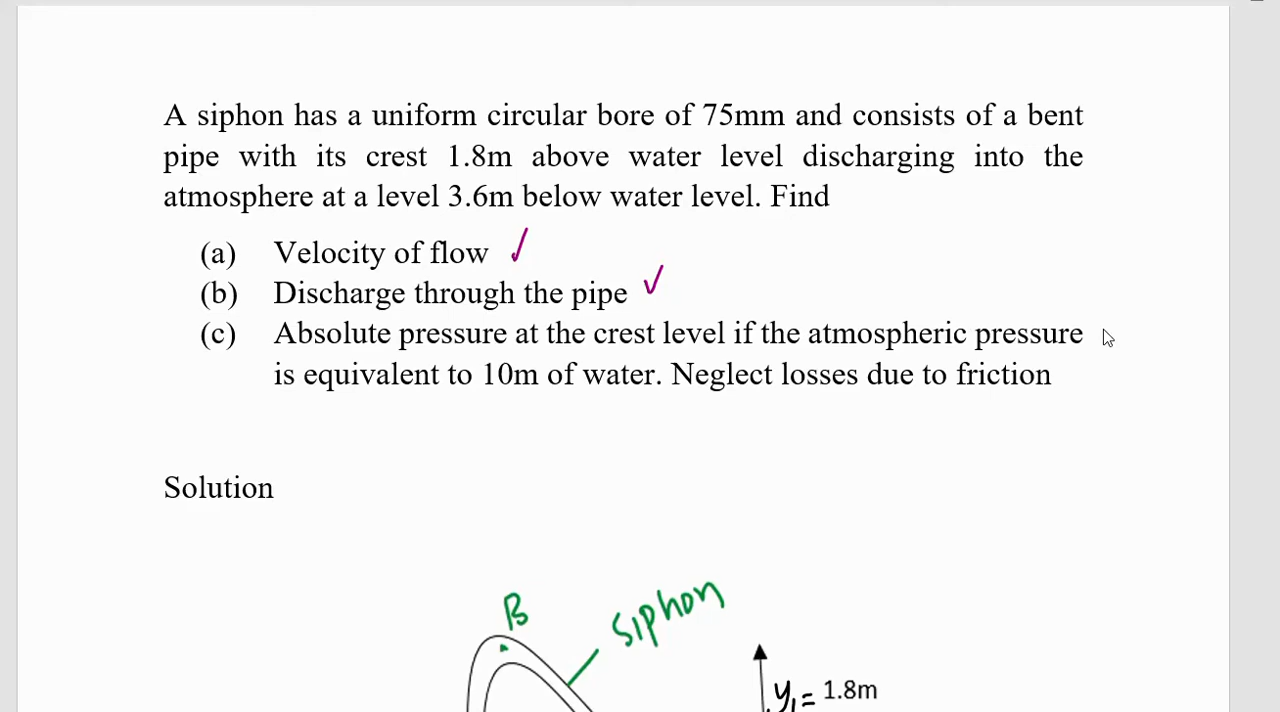 A siphon has a uniform circular bore of 75mm and consists of a bent
pipe with its crest 1.8m above water level discharging into the
atmosphere at a level 3.6m below water level. Find
(a) Velocity of flow
(b) Discharge through the pipe
(c) Absolute pressure at the crest level if the atmospheric pressure
is equivalent to 10m of water. Neglect losses due to friction
Solution
B
Siphon
y₁ = 1.8m